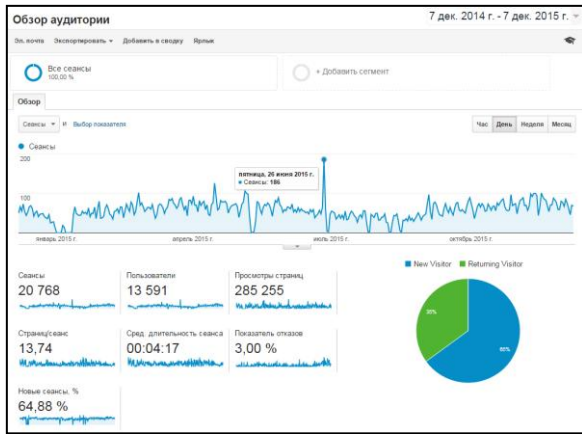 Обзор аудитории
7 дек. 2014 г. - 7 дек. 2015 г.
Эл. почта Экспортировать Добавить в сводку Ярлык
Все сеансы
100,00 %
+ Добавить сегмент
Обзор
Сеансы и Выбор показателя
Час День Неделя Месяц
Сеансы
200
пятница, 26 июня 2015 г.
Сеансы: 186
100
январь 2015 г. апрель 2015 г. июль 2015 г. октябрь 2015 г.
New Visitor Returning Visitor
Сеансы Пользователи Просмотры страниц
20 768 13 591 285 255
Страниц/сеанс Сред. длительность сеанса Показатель отказов
13,74 00:04:17 3,00 %
Новые сеансы, %
64,88 %